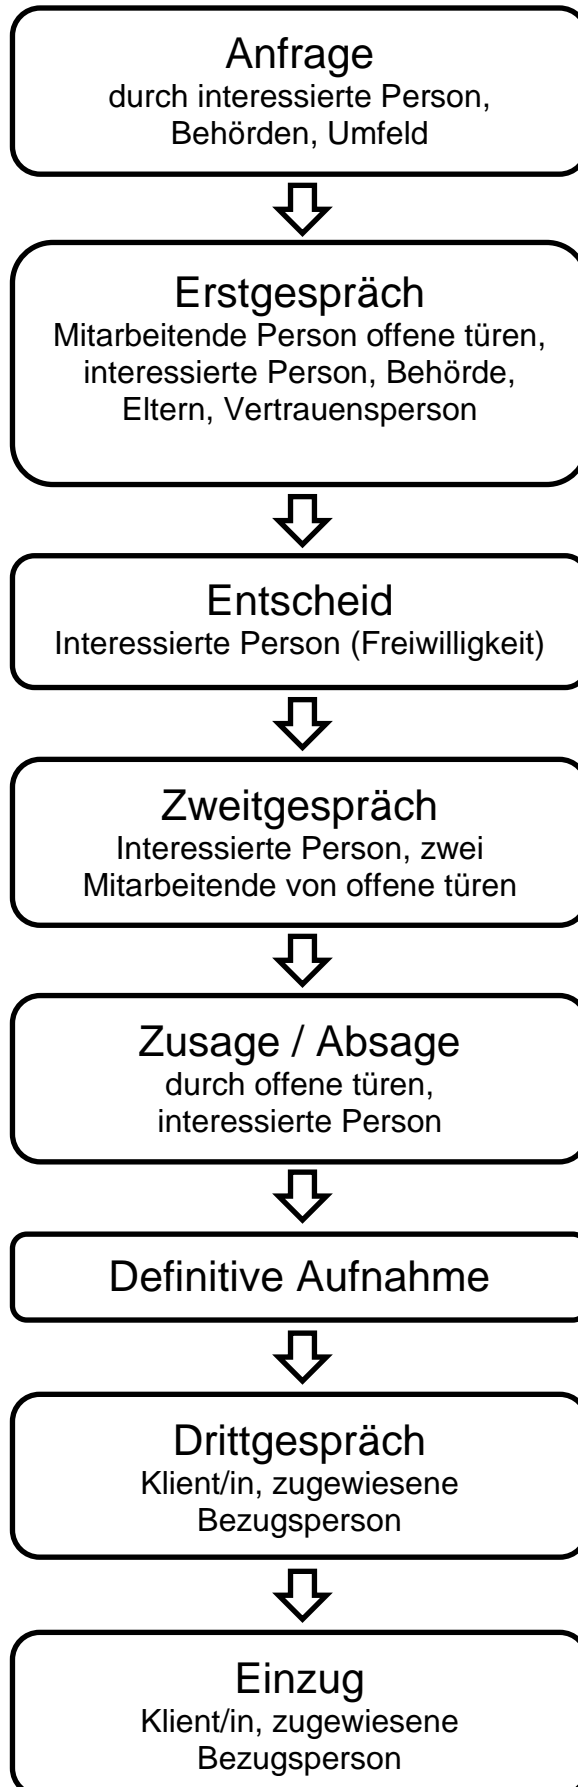 Anfrage
durch interessierte Person,
Behörden, Umfeld
Erstgespräch
Mitarbeitende Person offene türen,
interessierte Person, Behörde,
Eltern, Vertrauensperson
Entscheid
Interessierte Person (Freiwilligkeit)
Zweitgespräch
Interessierte Person, zwei
Mitarbeitende von offene türen
Zusage / Absage
durch offene türen,
interessierte Person
Definitive Aufnahme
Drittgespräch
Klient/in, zugewiesene
Bezugsperson
Einzug
Klient/in, zugewiesene
Bezugsperson